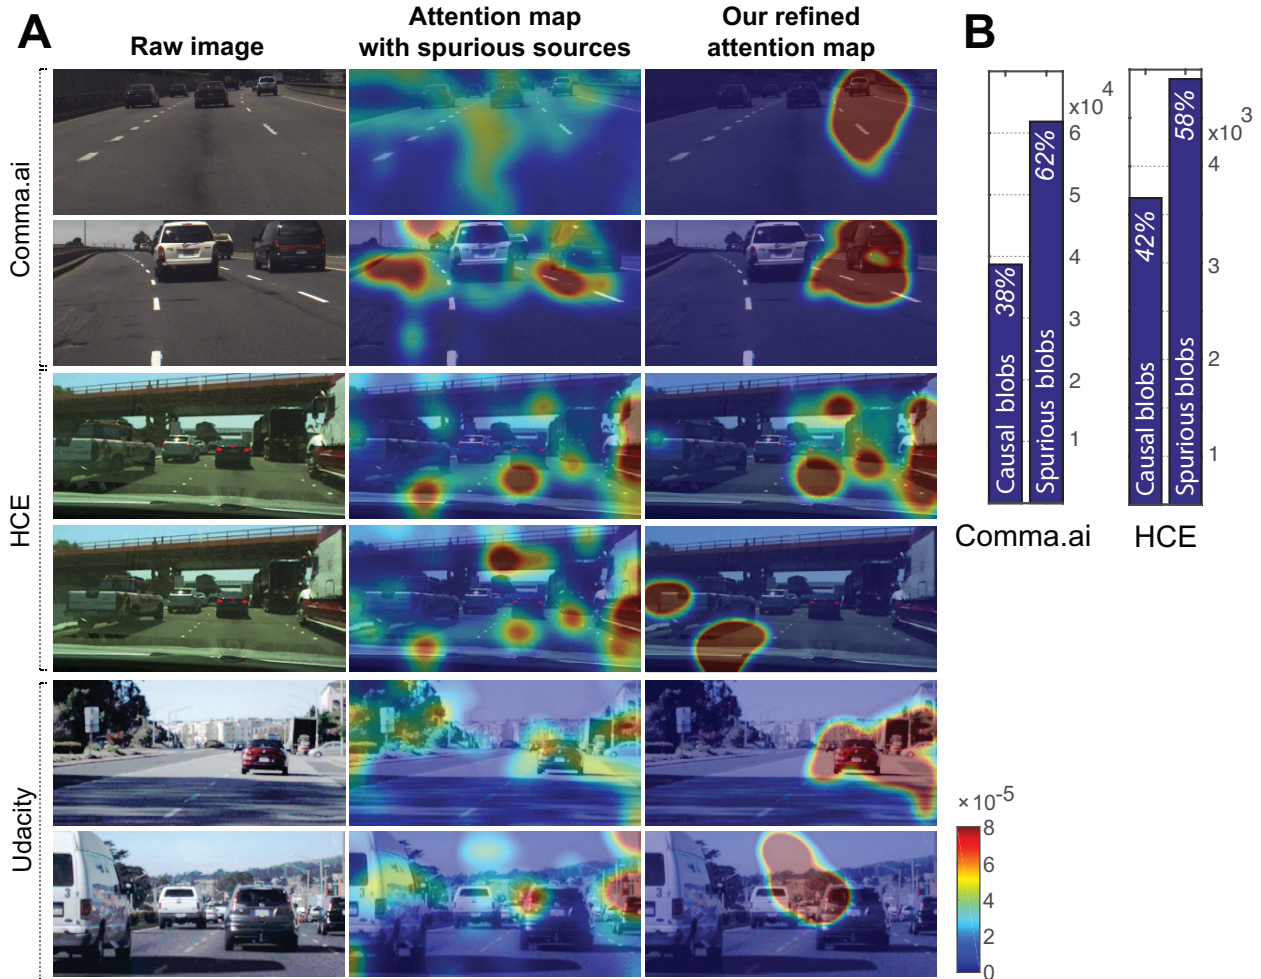 A
Raw image
Attention map
with spurious sources
Our refined
attention map
B
Comma.ai
HCE
Udacity
×10-5
8
6
4
2
0
x10 4
6
5
4
3
2
1
38%
Causal blobs
62%
Spurious blobs
Comma.ai
x10 3
4
3
2
1
42%
Causal blobs
58%
Spurious blobs
HCE
3